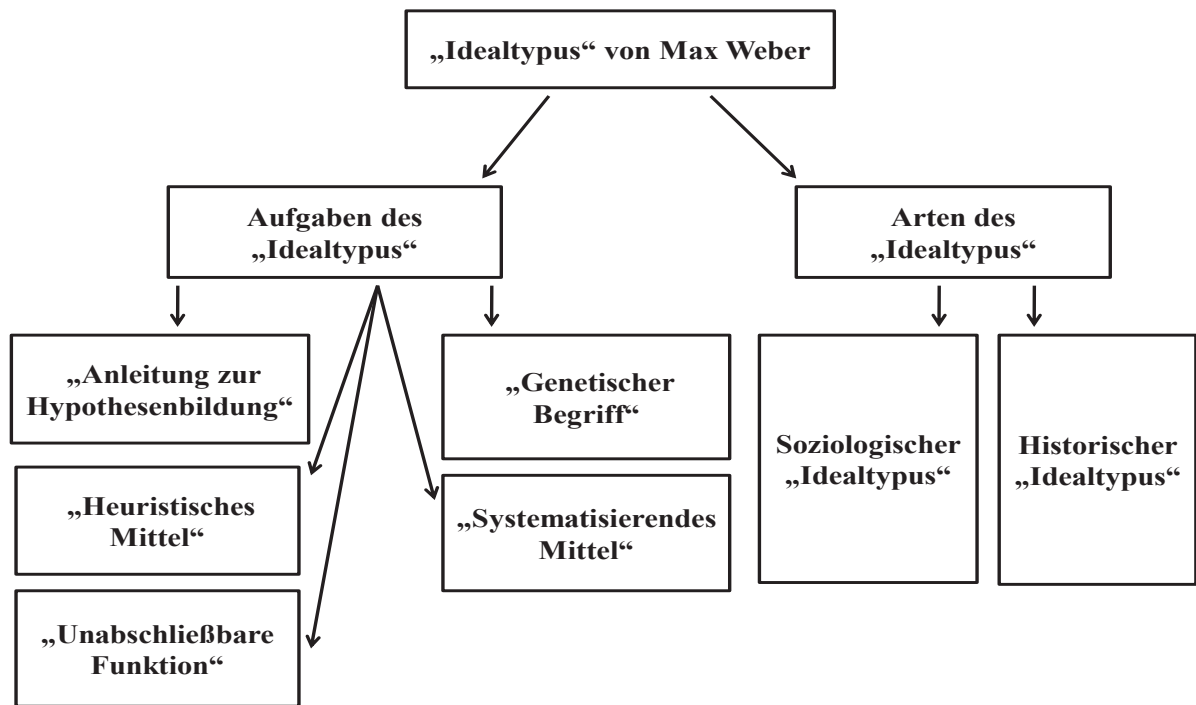 „Idealtypus“ von Max Weber
Aufgaben des
„Idealtypus“
Arten des
„Idealtypus“
„Anleitung zur
Hypothesenbildung“
„Genetischer
Begriff“
Soziologischer
„Idealtypus“
Historischer
„Idealtypus“
„Heuristisches
Mittel“
„Systematisierendes
Mittel“
„Unabschließbare
Funktion“